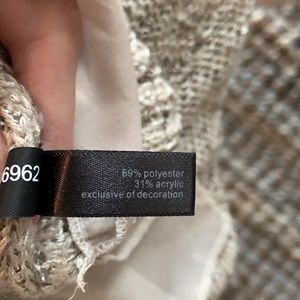 6962
69% polyester
31% acrylic
exclusive of decoration